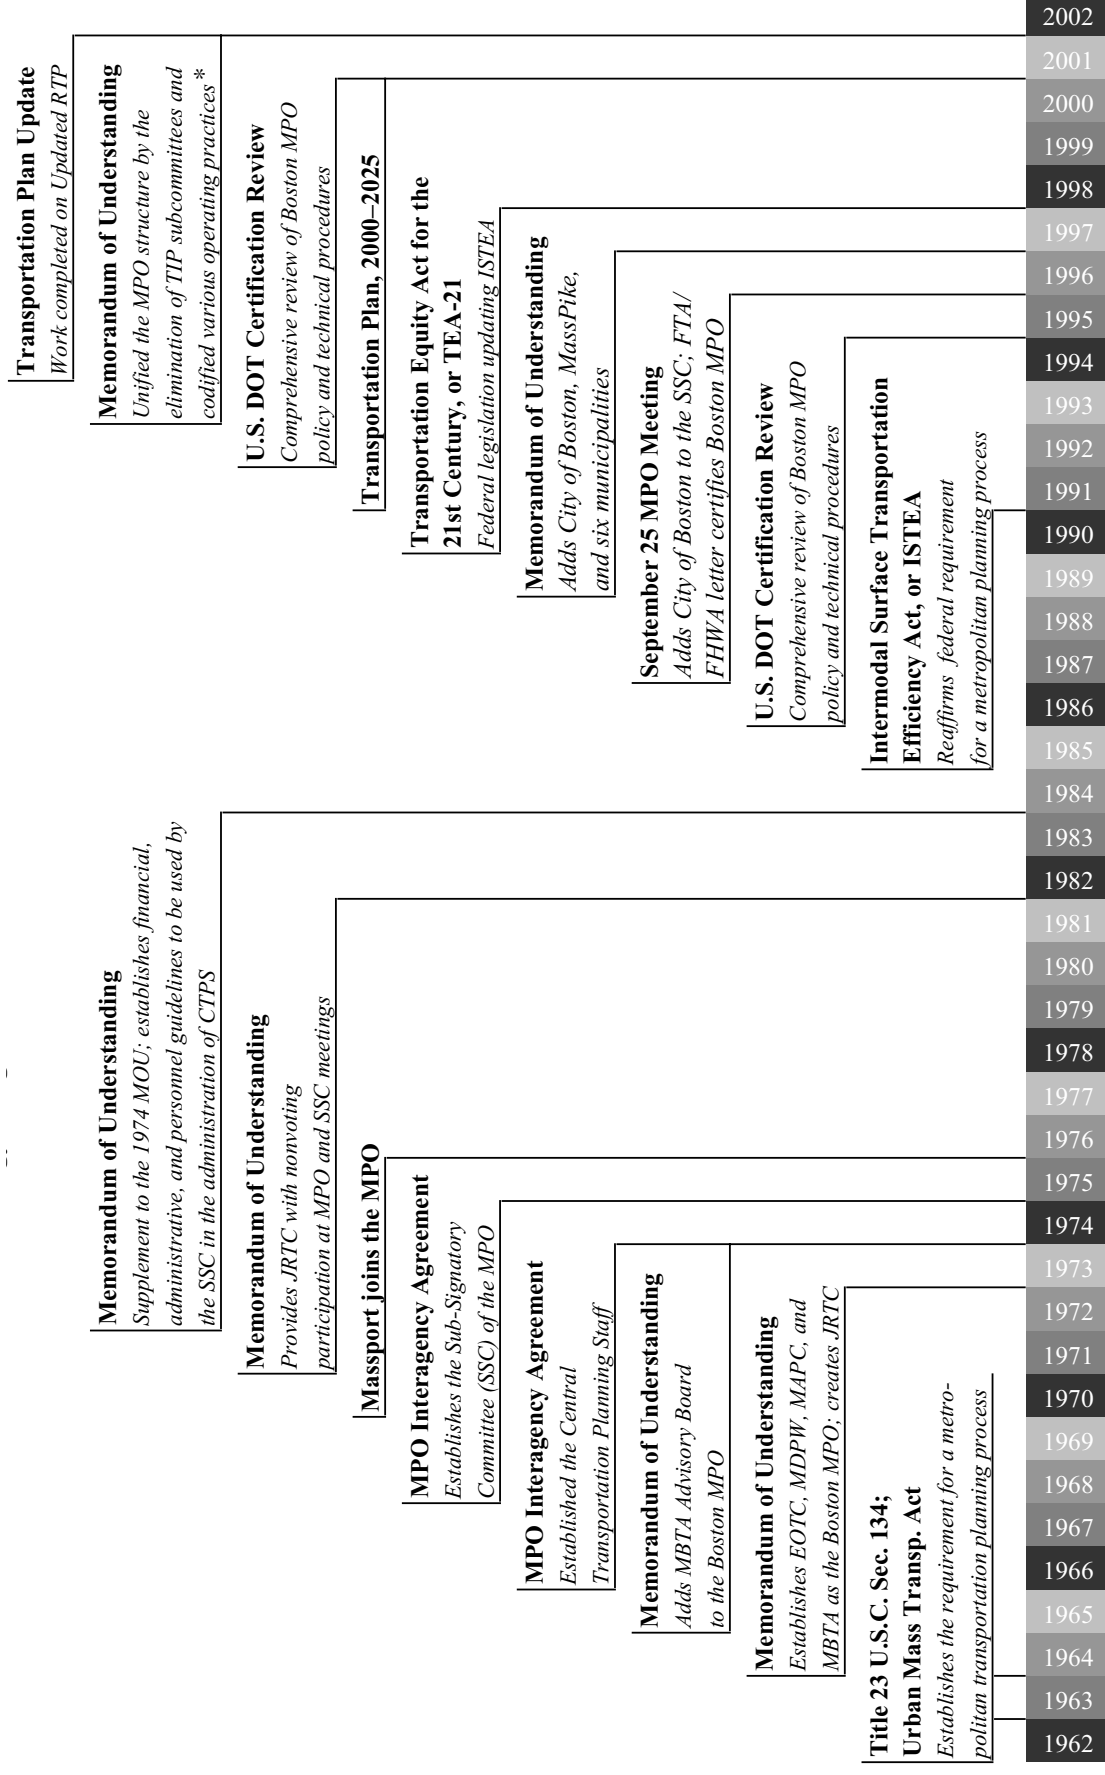 Transportation Plan Update
Work completed on Updated RTP
Memorandum of Understanding
Unified the MPO structure by the
elimination of TIP subcommittees and
codified various operating practices*
U.S. DOT Certification Review
Comprehensive review of Boston MPO
policy and technical procedures
Transportation Plan, 2000–2025
Transportation Equity Act for the
21st Century, or TEA-21
Federal legislation updating ISTEA
Memorandum of Understanding
Adds City of Boston, MassPike,
and six municipalities
September 25 MPO Meeting
Adds City of Boston to the SSC; FTA/
FHWA letter certifies Boston MPO
U.S. DOT Certification Review
Comprehensive review of Boston MPO
policy and technical procedures
Intermodal Surface Transportation
Efficiency Act, or ISTEA
Reaffirms federal requirement
for a metropolitan planning process
Memorandum of Understanding
Supplement to the 1974 MOU; establishes financial,
administrative, and personnel guidelines to be used by
the SSC in the administration of CTPS
Memorandum of Understanding
Provides JRTC with nonvoting
participation at MPO and SSC meetings
Massport joins the MPO
MPO Interagency Agreement
Establishes the Sub-Signatory
Committee (SSC) of the MPO
MPO Interagency Agreement
Established the Central
Transportation Planning Staff
Memorandum of Understanding
Adds MBTA Advisory Board
to the Boston MPO
Memorandum of Understanding
Establishes EOTC, MDPW, MAPC, and
MBTA as the Boston MPO; creates JRTC
Title 23 U.S.C. Sec. 134;
Urban Mass Transp. Act
Establishes the requirement for a metro-
politan transportation planning process
2002
2001
2000
1999
1998
1997
1996
1995
1994
1993
1992
1991
1990
1989
1988
1987
1986
1985
1984
1983
1982
1981
1980
1979
1978
1977
1976
1975
1974
1973
1972
1971
1970
1969
1968
1967
1966
1965
1964
1963
1962